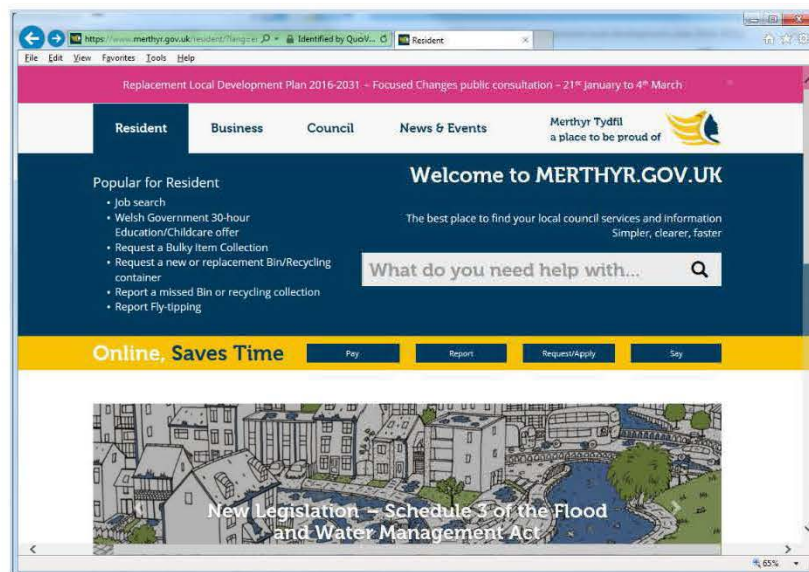 https://www.merthyr.gov.uk/resident/?lang=en
Identified by QuoV...
Resident
File Edit View Favorites Tools Help
Replacement Local Development Plan 2016-2031 – Focused Changes public consultation – 21st January to 4th March
Resident
Business
Council
News & Events
Merthyr Tydfil
a place to be proud of
Popular for Resident
• Job search
• Welsh Government 30-hour
Education/Childcare offer
• Request a Bulky Item Collection
• Request a new or replacement Bin/Recycling
container
• Report a missed Bin or recycling collection
• Report Fly-tipping
Welcome to MERTHYR.GOV.UK
The best place to find your local council services and information
Simpler, clearer, faster
What do you need help with...
Online, Saves Time
Pay
Report
Request/Apply
Say
New Legislation – Schedule 3 of the Flood
and Water Management Act
65%